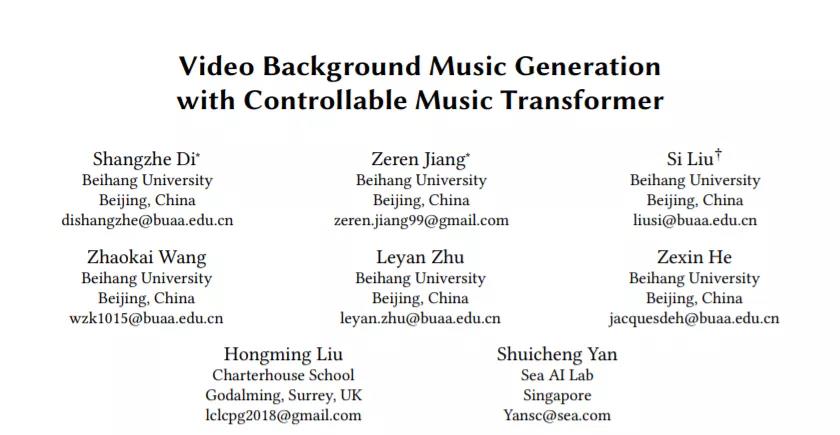 Video Background Music Generation
with Controllable Music Transformer
Shangzhe Di*
Beihang University
Beijing, China
dishangzhe@buaa.edu.cn
Zeren Jiang*
Beihang University
Beijing, China
zeren.jiang99@gmail.com
Si Liu†
Beihang University
Beijing, China
liusi@buaa.edu.cn
Zhaokai Wang
Beihang University
Beijing, China
wzk1015@buaa.edu.cn
Leyan Zhu
Beihang University
Beijing, China
leyan.zhu@buaa.edu.cn
Zexin He
Beihang University
Beijing, China
jacquesdeh@buaa.edu.cn
Hongming Liu
Charterhouse School
Godalming, Surrey, UK
lclcpg2018@gmail.com
Shuicheng Yan
Sea AI Lab
Singapore
Yansc@sea.com